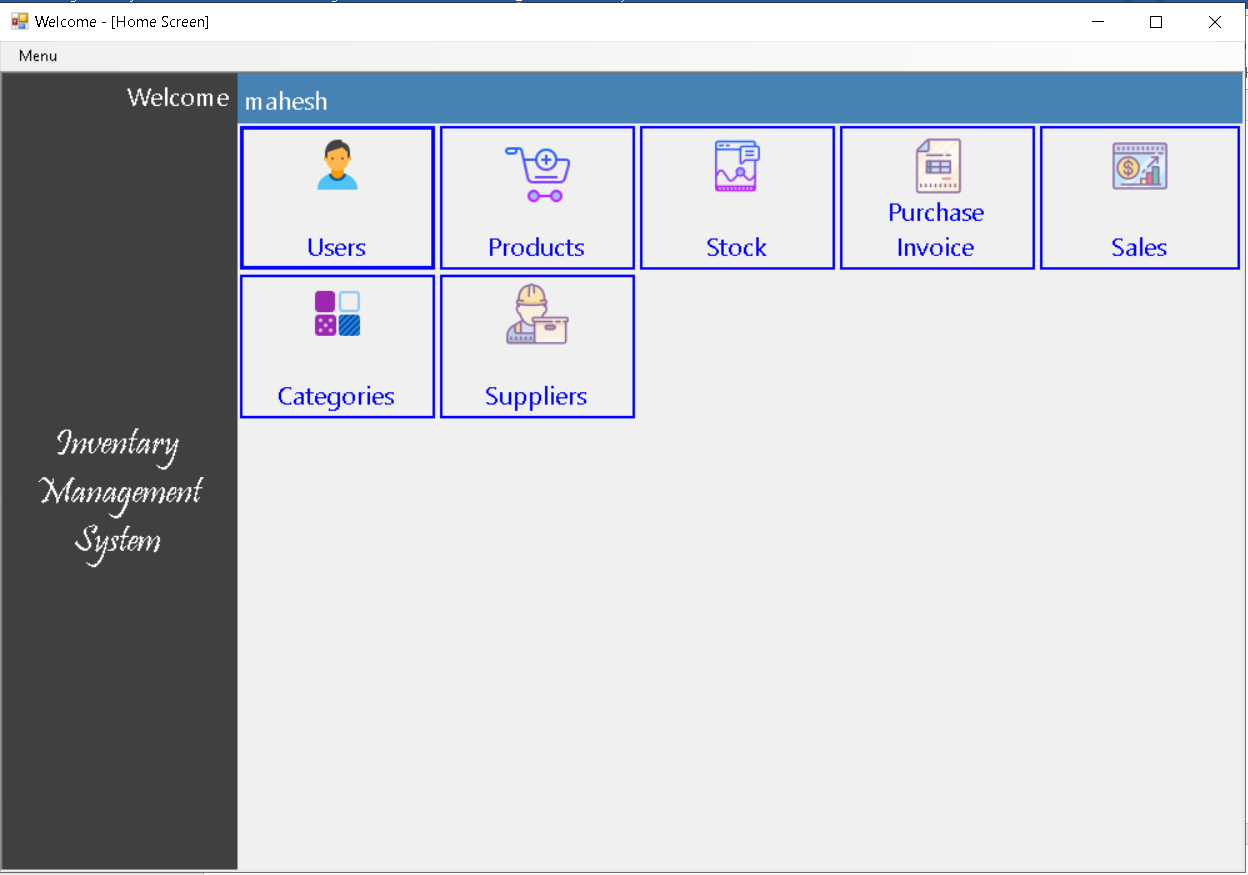 Welcome - [Home Screen]
Menu
Welcome
mahesh
Users
Products
Stock
Purchase
Invoice
Sales
Categories
Suppliers
Inventary
Management
System